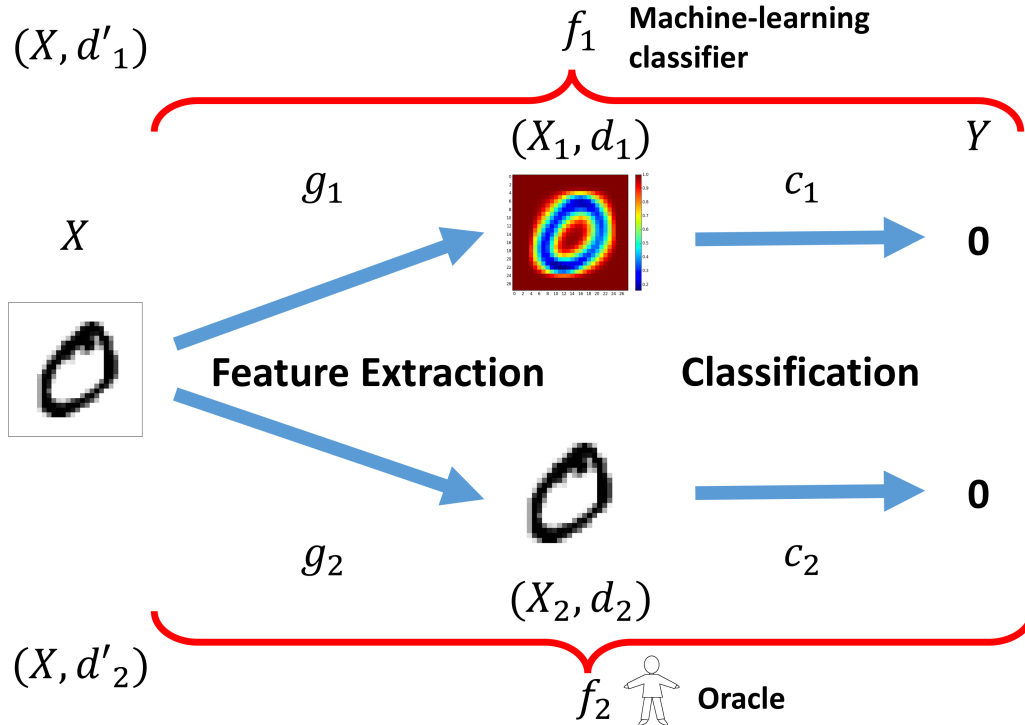 (X, d′₁)
f₁ Machine-learning
classifier
(X₁, d₁)
Y
g₁
c₁
X
0
Feature Extraction
Classification
0
g₂
c₂
(X₂, d₂)
(X, d′₂)
f₂ Oracle